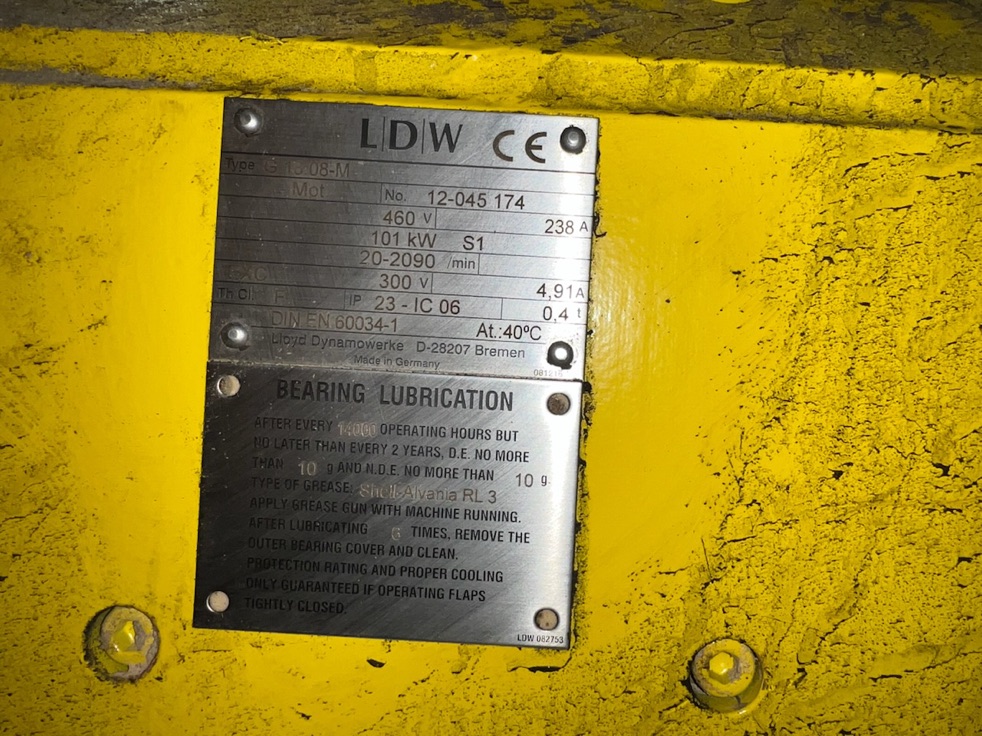 L|D|W CE
Type G 15.08-M
Mot No. 12-045 174
460 V 238 A
101 kW S1
20-2090 /min
EXC 300 V 4,91 A
Th Cl F IP 23 - IC 06 0,4 t
DIN EN 60034-1 At.:40ºC
Lloyd Dynamowerke D-28207 Bremen
Made in Germany
BEARING LUBRICATION
AFTER EVERY 14000 OPERATING HOURS BUT
NO LATER THAN EVERY 2 YEARS, D.E. NO MORE
THAN 10 g AND N.D.E. NO MORE THAN 10 g.
TYPE OF GREASE: Shell-Alvania RL 3
APPLY GREASE GUN WITH MACHINE RUNNING.
AFTER LUBRICATING TIMES, REMOVE THE
OUTER BEARING COVER AND CLEAN.
PROTECTION RATING AND PROPER COOLING
ONLY GUARANTEED IF OPERATING FLAPS
TIGHTLY CLOSED.
LDW 082753